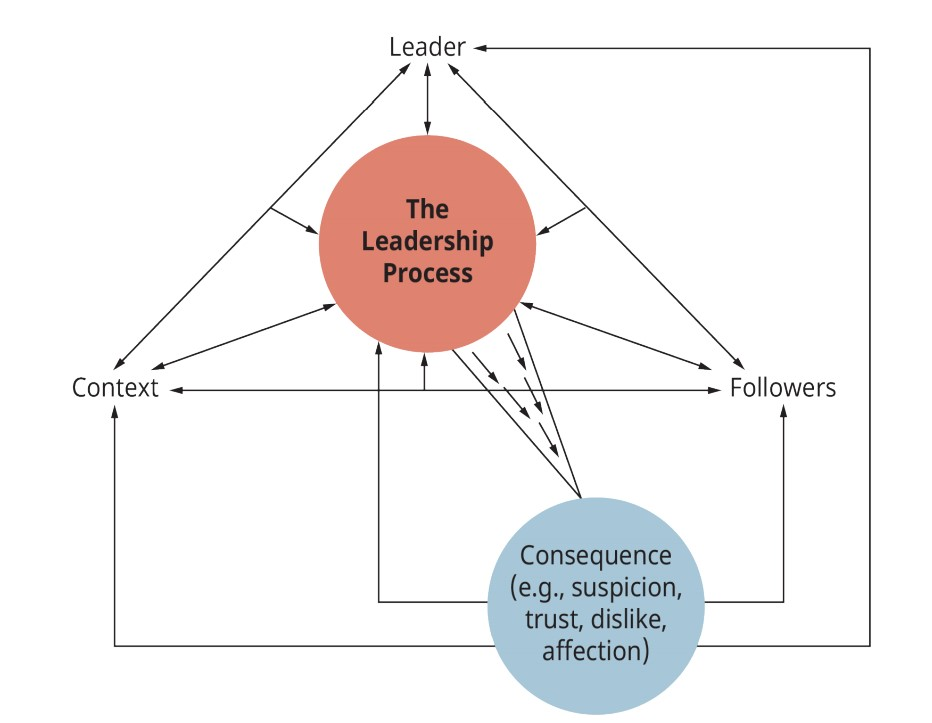 Leader
The
Leadership
Process
Context
Followers
Consequence
(e.g., suspicion,
trust, dislike,
affection)